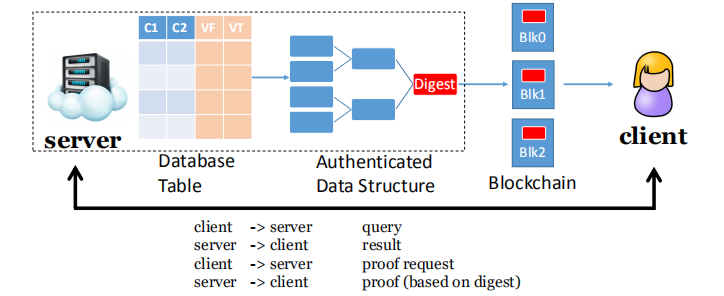 C1 C2 VF VT
Blk0
Digest
Blk1
server
client
Blk2
Database
Table
Authenticated
Data Structure
Blockchain
client -> server query
server -> client result
client -> server proof request
server -> client proof (based on digest)